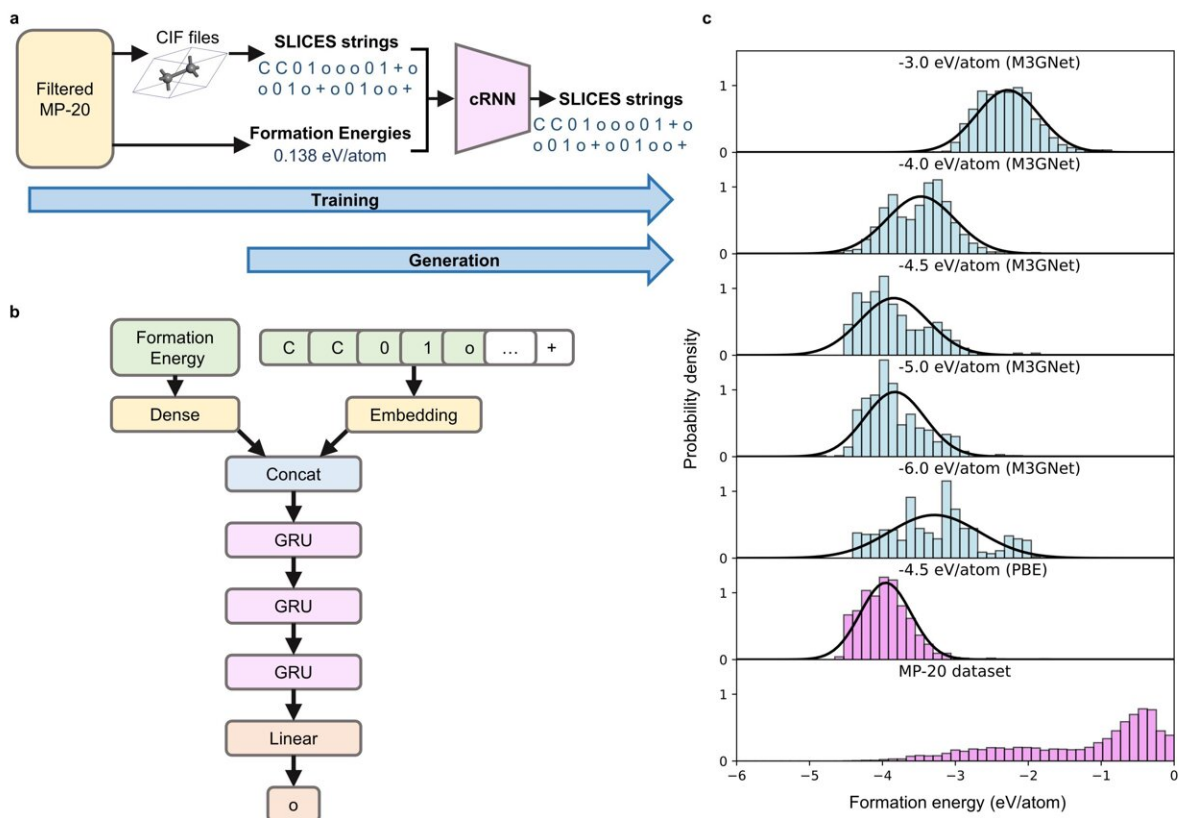 a
CIF files
Filtered
MP-20
SLICES strings
C C 0 1 o o o 0 1 + o
o 0 1 o + o 0 1 o o +
Formation Energies
0.138 eV/atom
cRNN
SLICES strings
C C 0 1 o o o 0 1 + o
o 0 1 o + o 0 1 o o +
Training
Generation
b
Formation
Energy
C C 0 1 o ... +
Dense
Embedding
Concat
GRU
GRU
GRU
Linear
o
c
Probability density
-3.0 eV/atom (M3GNet)
1
0
-4.0 eV/atom (M3GNet)
1
0
-4.5 eV/atom (M3GNet)
1
0
-5.0 eV/atom (M3GNet)
1
0
-6.0 eV/atom (M3GNet)
1
0
-4.5 eV/atom (PBE)
1
0
MP-20 dataset
1
0
−6 −5 −4 −3 −2 −1 0
Formation energy (eV/atom)